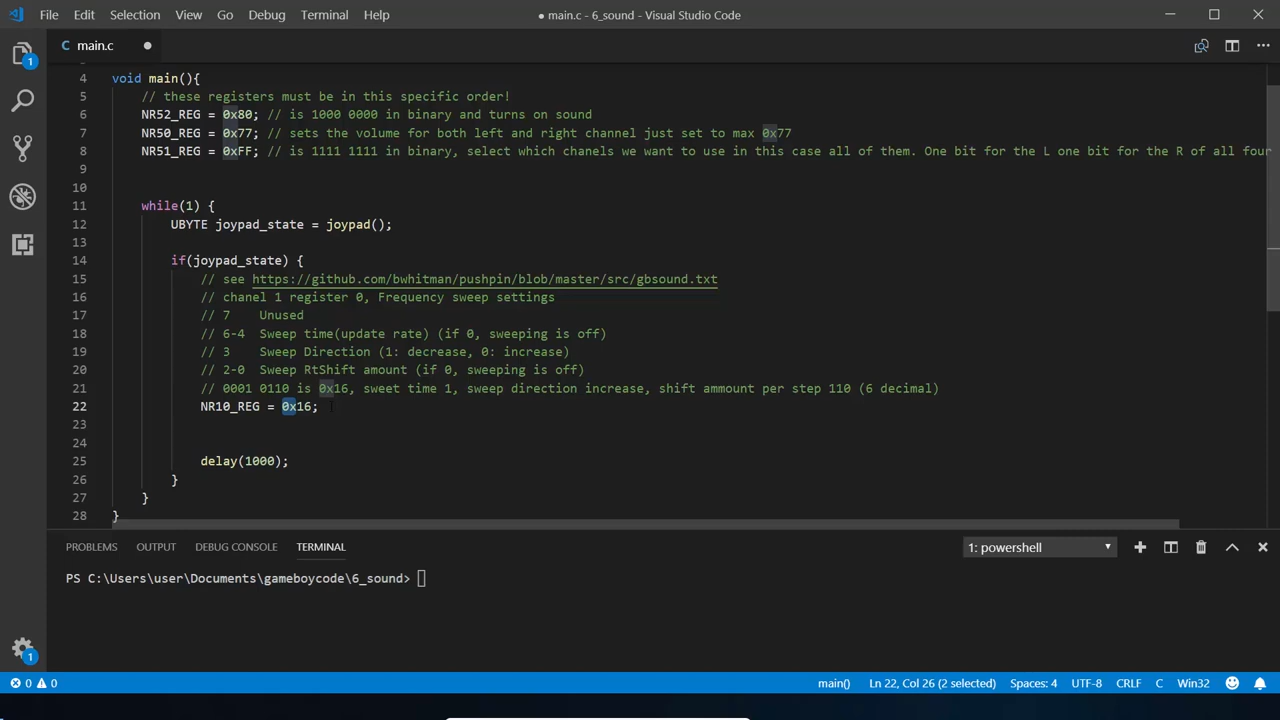 File Edit Selection View Go Debug Terminal Help
● main.c - 6_sound - Visual Studio Code
1
C main.c ●
4 void main(){
5 // these registers must be in this specific order!
6 NR52_REG = 0x80; // is 1000 0000 in binary and turns on sound
7 NR50_REG = 0x77; // sets the volume for both left and right channel just set to max 0x77
8 NR51_REG = 0xFF; // is 1111 1111 in binary, select which chanels we want to use in this case all of them. One bit for the L one bit for the R of all four
9
10
11 while(1) {
12 UBYTE joypad_state = joypad();
13
14 if(joypad_state) {
15 // see https://github.com/bwhitman/pushpin/blob/master/src/gbsound.txt
16 // chanel 1 register 0, Frequency sweep settings
17 // 7 Unused
18 // 6-4 Sweep time(update rate) (if 0, sweeping is off)
19 // 3 Sweep Direction (1: decrease, 0: increase)
20 // 2-0 Sweep RtShift amount (if 0, sweeping is off)
21 // 0001 0110 is 0x16, sweet time 1, sweep direction increase, shift ammount per step 110 (6 decimal)
22 NR10_REG = 0x16;
23
24
25 delay(1000);
26 }
27 }
28 }
PROBLEMS OUTPUT DEBUG CONSOLE TERMINAL 1: powershell
PS C:\Users\user\Documents\gameboycode\6_sound>
1
0 0 main() Ln 22, Col 26 (2 selected) Spaces: 4 UTF-8 CRLF C Win32